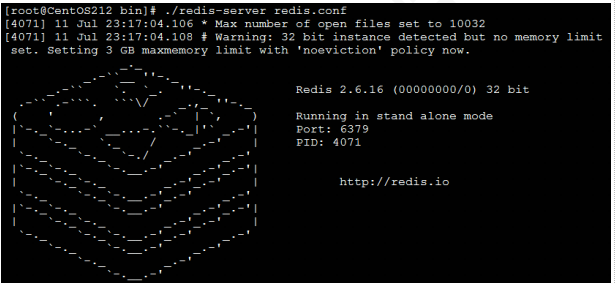 [root@CentOS212 bin]# ./redis-server redis.conf
[4071] 11 Jul 23:17:04.106 * Max number of open files set to 10032
[4071] 11 Jul 23:17:04.108 # Warning: 32 bit instance detected but no memory limit
set. Setting 3 GB maxmemory limit with 'noeviction' policy now.
Redis 2.6.16 (00000000/0) 32 bit
Running in stand alone mode
Port: 6379
PID: 4071
http://redis.io